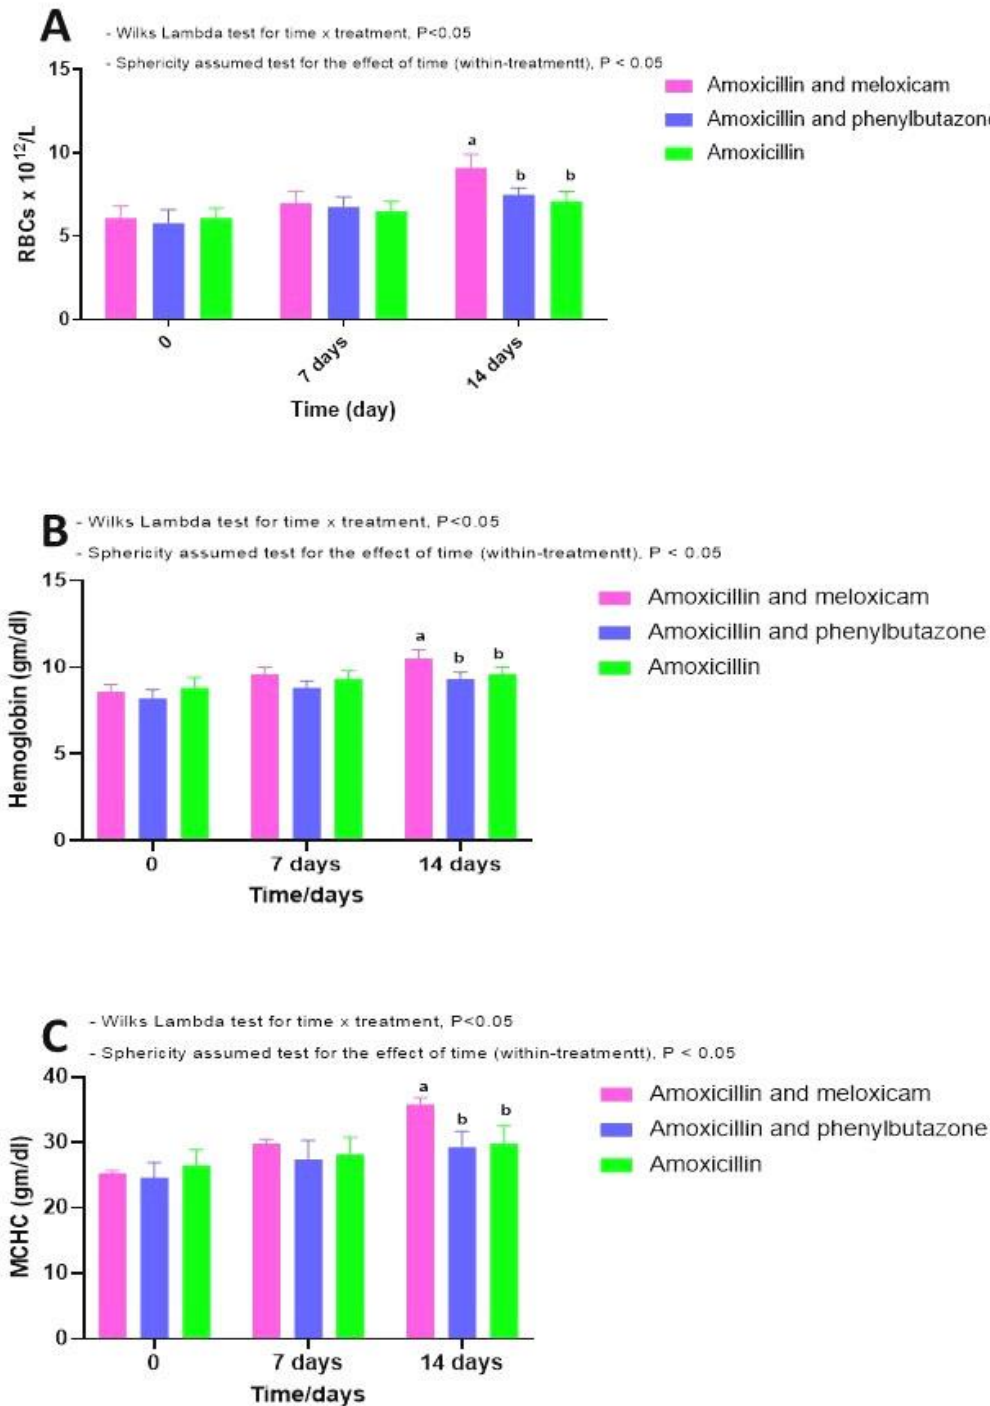 A
- Wilks Lambda test for time x treatment, P<0.05
- Sphericity assumed test for the effect of time (within-treatmentt), P < 0.05
Amoxicillin and meloxicam
Amoxicillin and phenylbutazone
Amoxicillin
15
10
5
0
RBCs x 10¹²/L
a
b
b
0
7 days
14 days
Time (day)
B
- Wilks Lambda test for time x treatment, P<0.05
- Sphericity assumed test for the effect of time (within-treatmentt), P < 0.05
Amoxicillin and meloxicam
Amoxicillin and phenylbutazone
Amoxicillin
15
10
5
0
Hemoglobin (gm/dl)
a
b
b
0
7 days
14 days
Time/days
C
- Wilks Lambda test for time x treatment, P<0.05
- Sphericity assumed test for the effect of time (within-treatmentt), P < 0.05
Amoxicillin and meloxicam
Amoxicillin and phenylbutazone
Amoxicillin
40
30
20
10
0
MCHC (gm/dl)
a
b
b
0
7 days
14 days
Time/days